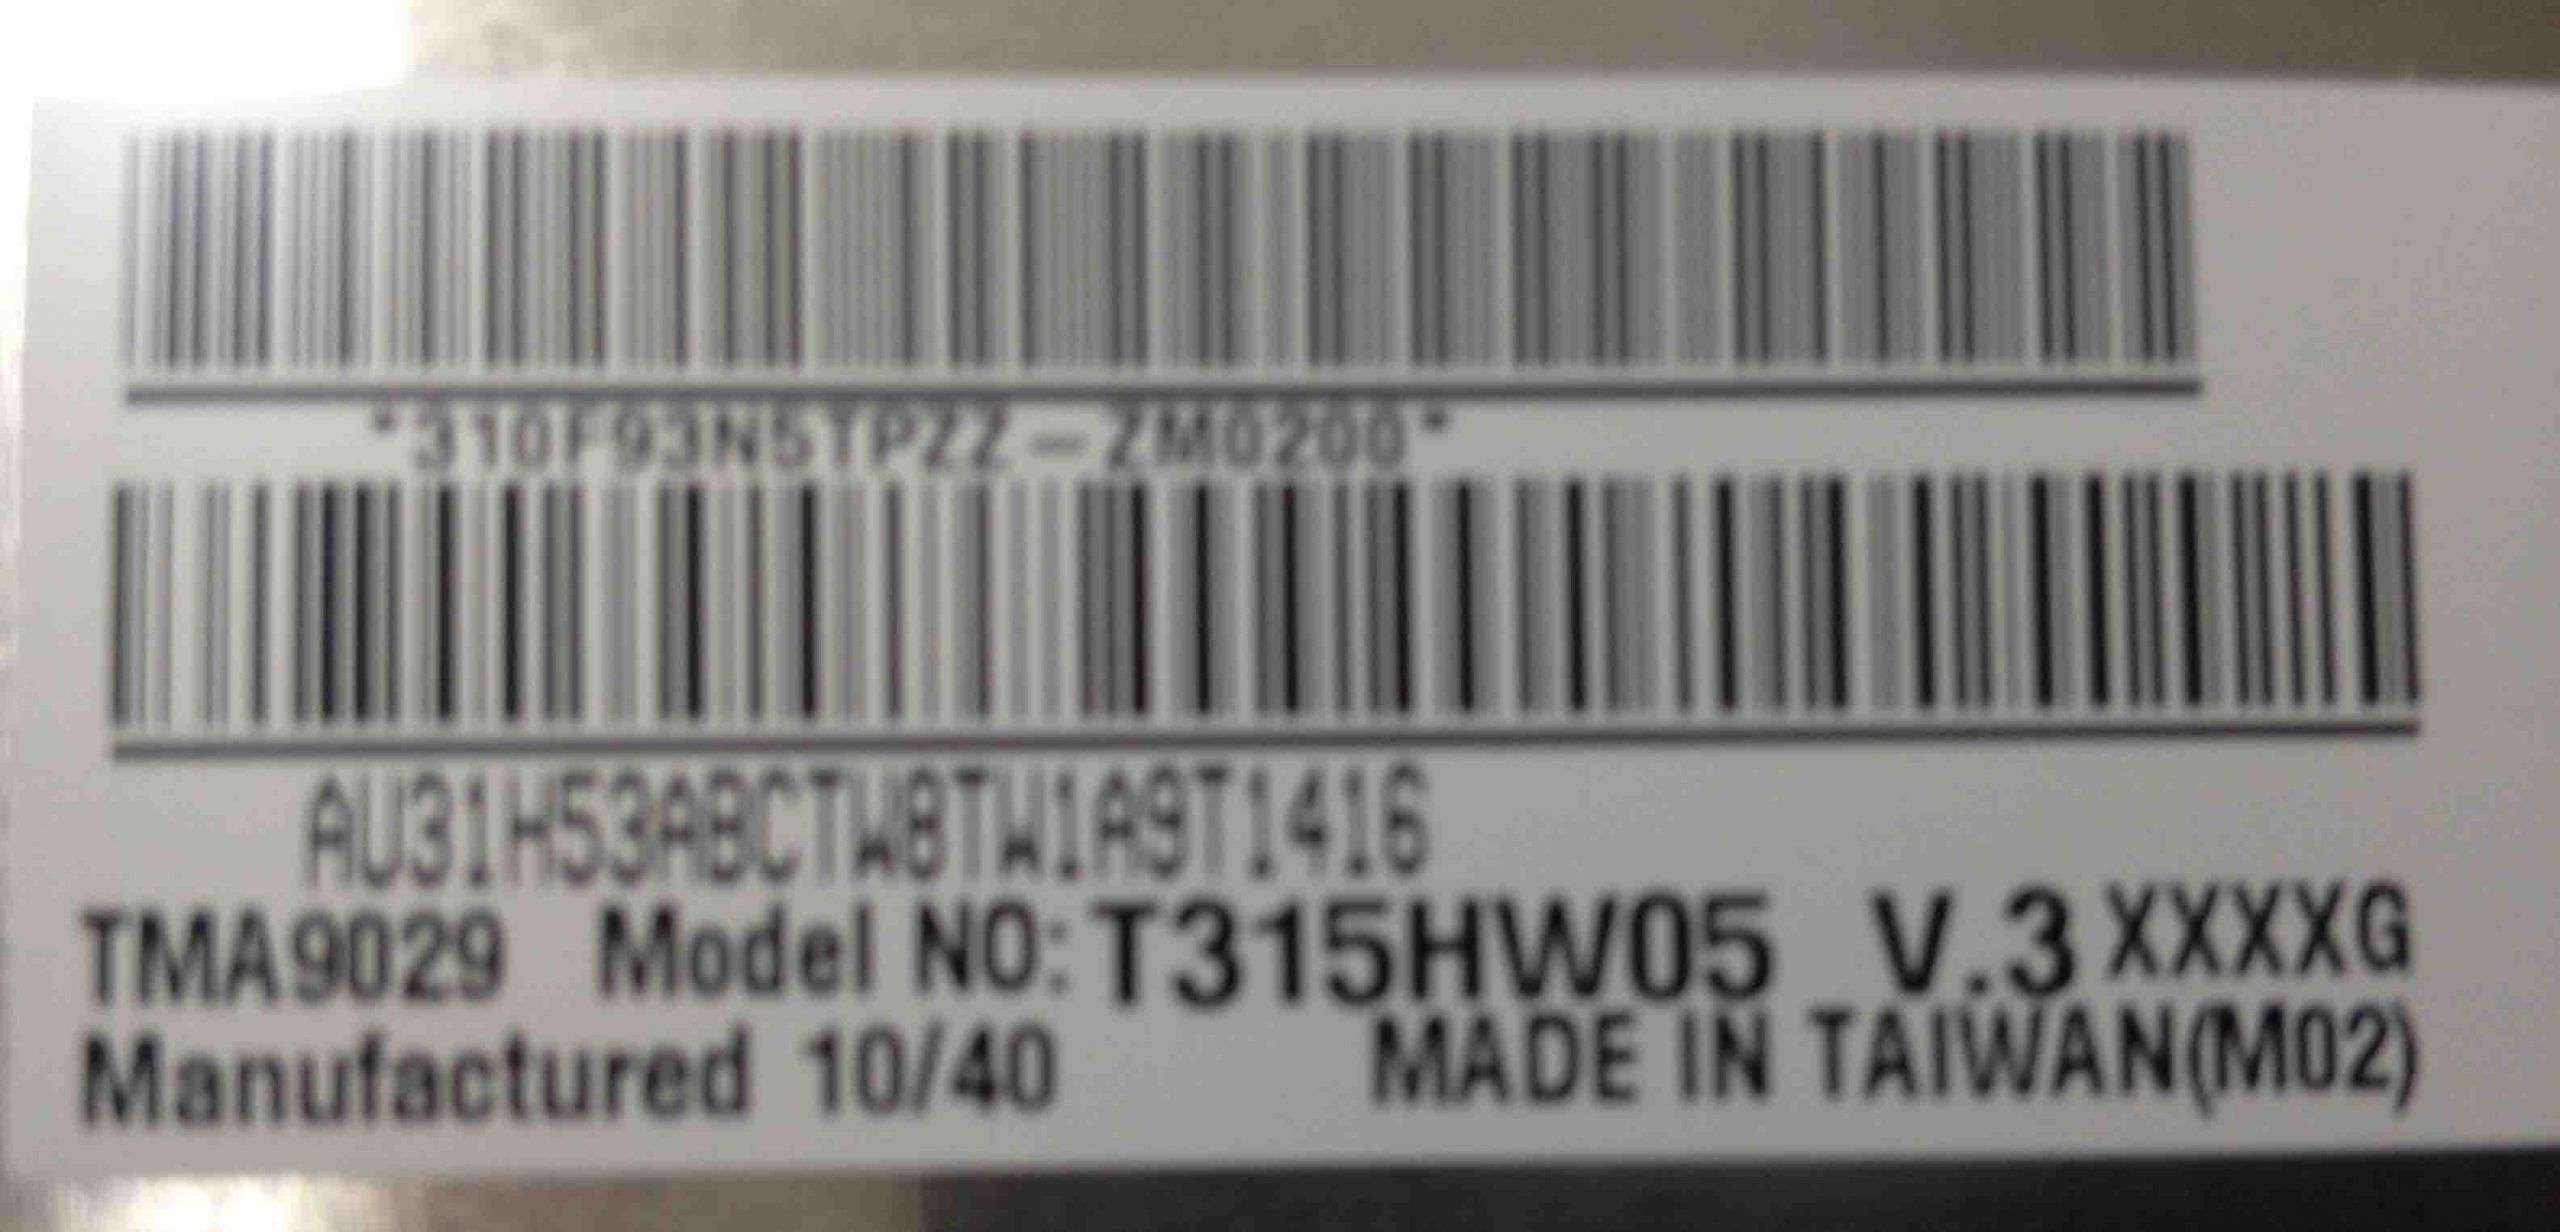 *310F93N5TPZZ-ZM0200*
AU31H53ABCTW8TW1A9T1416
TMA9029 Model NO: T315HW05 V.3 XXXXG
Manufactured 10/40 MADE IN TAIWAN(M02)